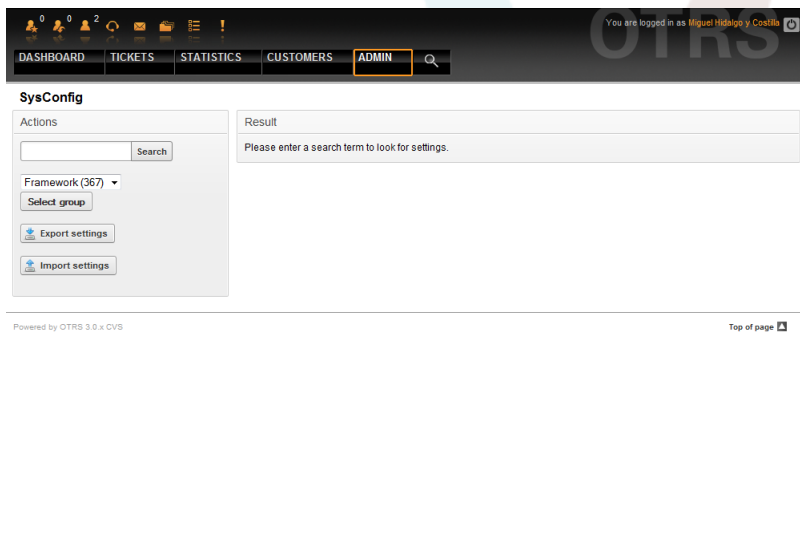 OTRS
You are logged in as Miguel Hidalgo y Costilla
0 0 2
DASHBOARD TICKETS STATISTICS CUSTOMERS ADMIN
SysConfig
Actions
Search
Framework (367)
Select group
Export settings
Import settings
Result
Please enter a search term to look for settings.
Powered by OTRS 3.0.x CVS
Top of page